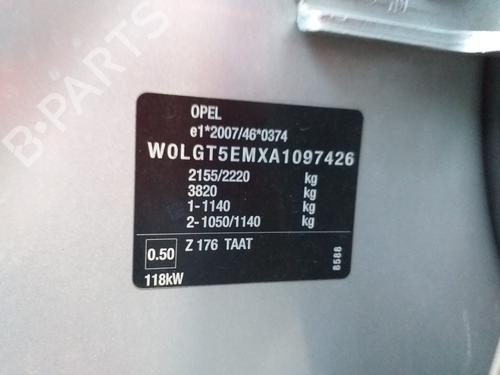 B-PARTS
OPEL
e1*2007/46*0374
W0LGT5EMXA1097426
2155/2220 kg
3820 kg
1-1140 kg
2-1050/1140 kg
0.50 Z 176 TAAT
118kW
8588